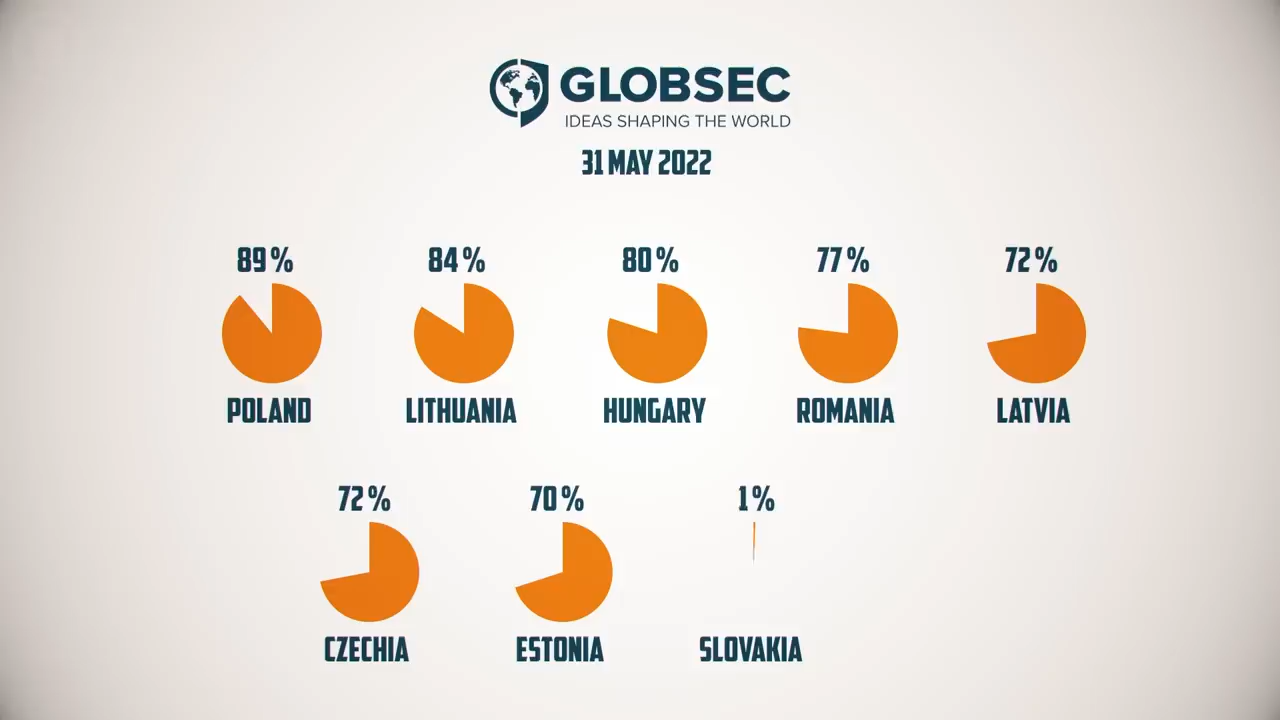 GLOBSEC
IDEAS SHAPING THE WORLD
31 MAY 2022
89% 84% 80% 77% 72%
POLAND LITHUANIA HUNGARY ROMANIA LATVIA
72% 70% 1%
CZECHIA ESTONIA SLOVAKIA